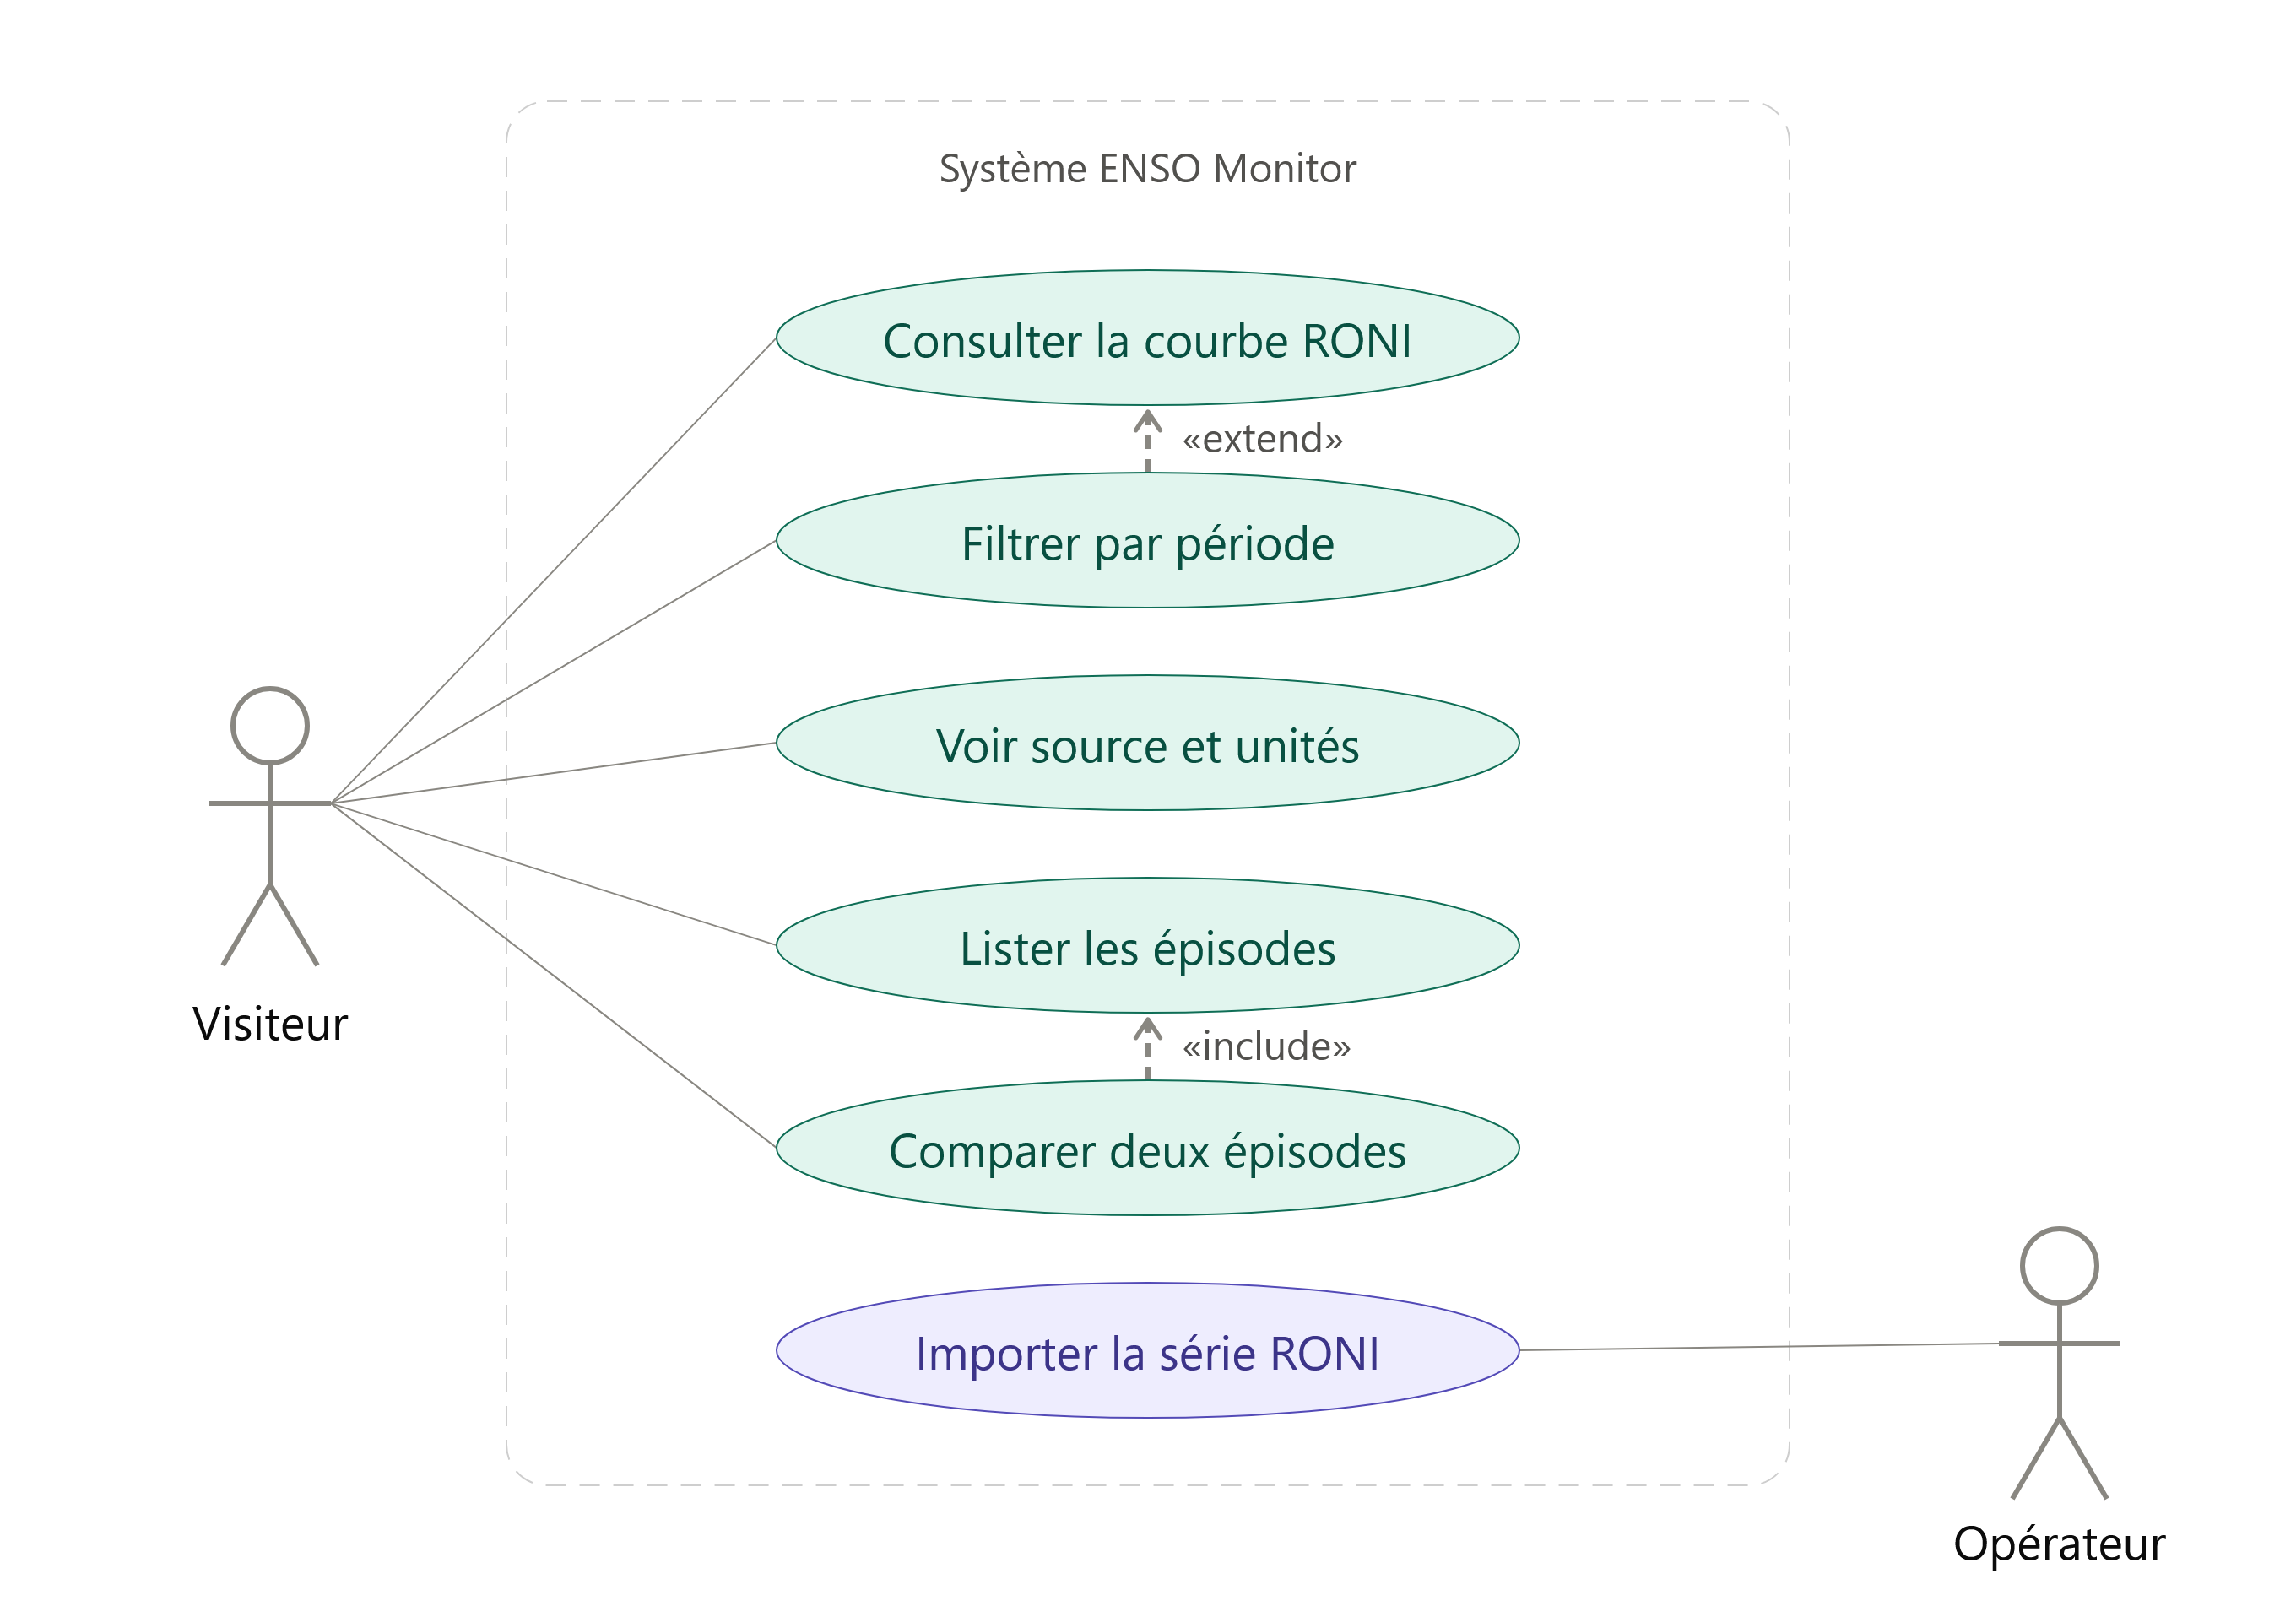 Système ENSO Monitor
Consulter la courbe RONI
«extend»
Filtrer par période
Voir source et unités
Lister les épisodes
Visiteur
«include»
Comparer deux épisodes
Importer la série RONI
Opérateur